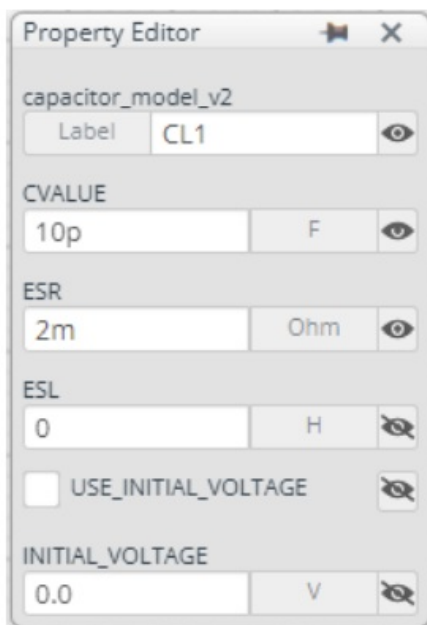 Property Editor
capacitor_model_v2
Label CL1
CVALUE
10p F
ESR
2m Ohm
ESL
0 H
USE_INITIAL_VOLTAGE
INITIAL_VOLTAGE
0.0 V